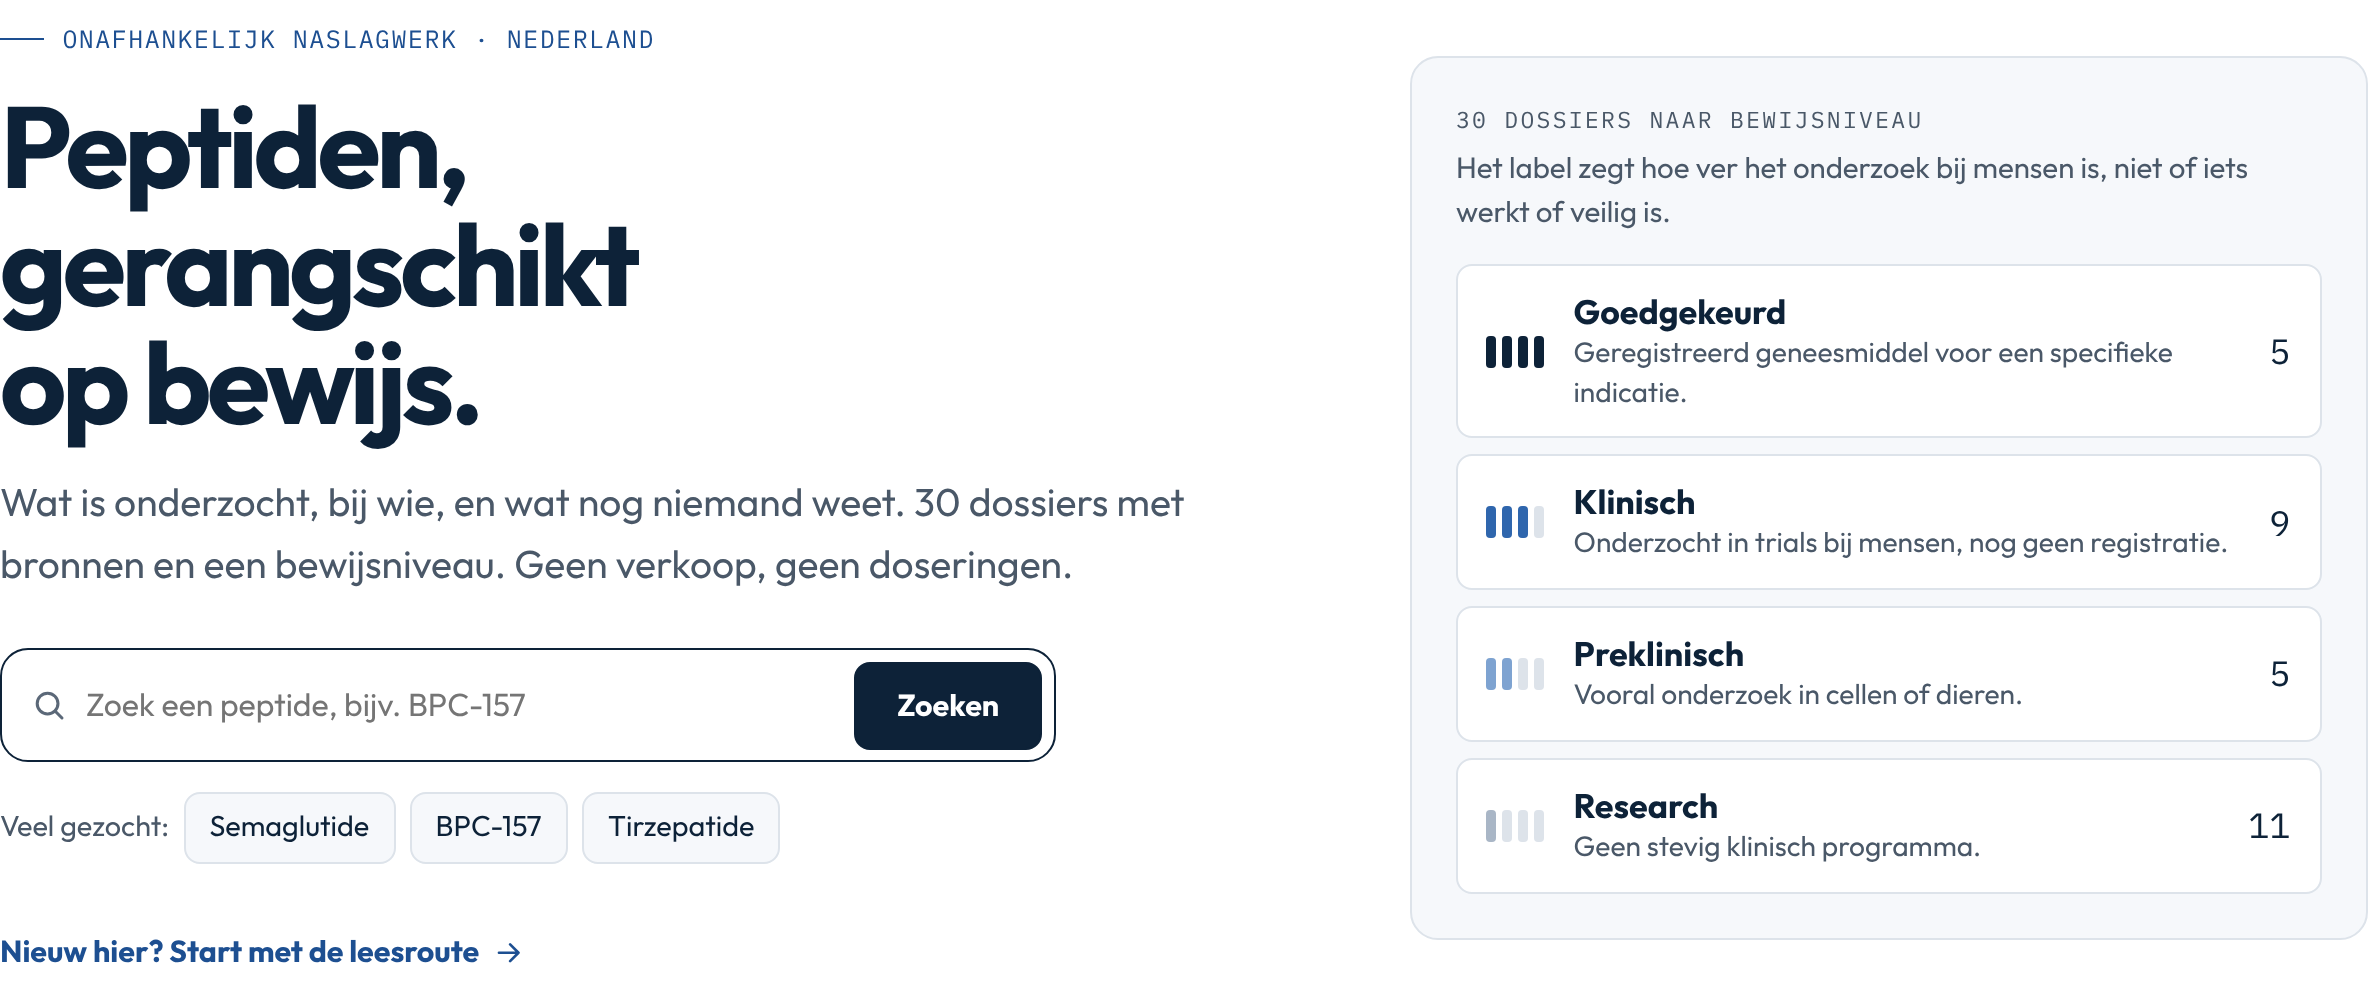 ONAFHANKELIJK NASLAGWERK · NEDERLAND
Peptiden,
gerangschikt
op bewijs.
Wat is onderzocht, bij wie, en wat nog niemand weet. 30 dossiers met
bronnen en een bewijsniveau. Geen verkoop, geen doseringen.
Zoek een peptide, bijv. BPC-157
Zoeken
Veel gezocht:
Semaglutide
BPC-157
Tirzepatide
Nieuw hier? Start met de leesroute →
30 DOSSIERS NAAR BEWIJSNIVEAU
Het label zegt hoe ver het onderzoek bij mensen is, niet of iets
werkt of veilig is.
Goedgekeurd
Geregistreerd geneesmiddel voor een specifieke
indicatie.
5
Klinisch
Onderzocht in trials bij mensen, nog geen registratie.
9
Preklinisch
Vooral onderzoek in cellen of dieren.
5
Research
Geen stevig klinisch programma.
11